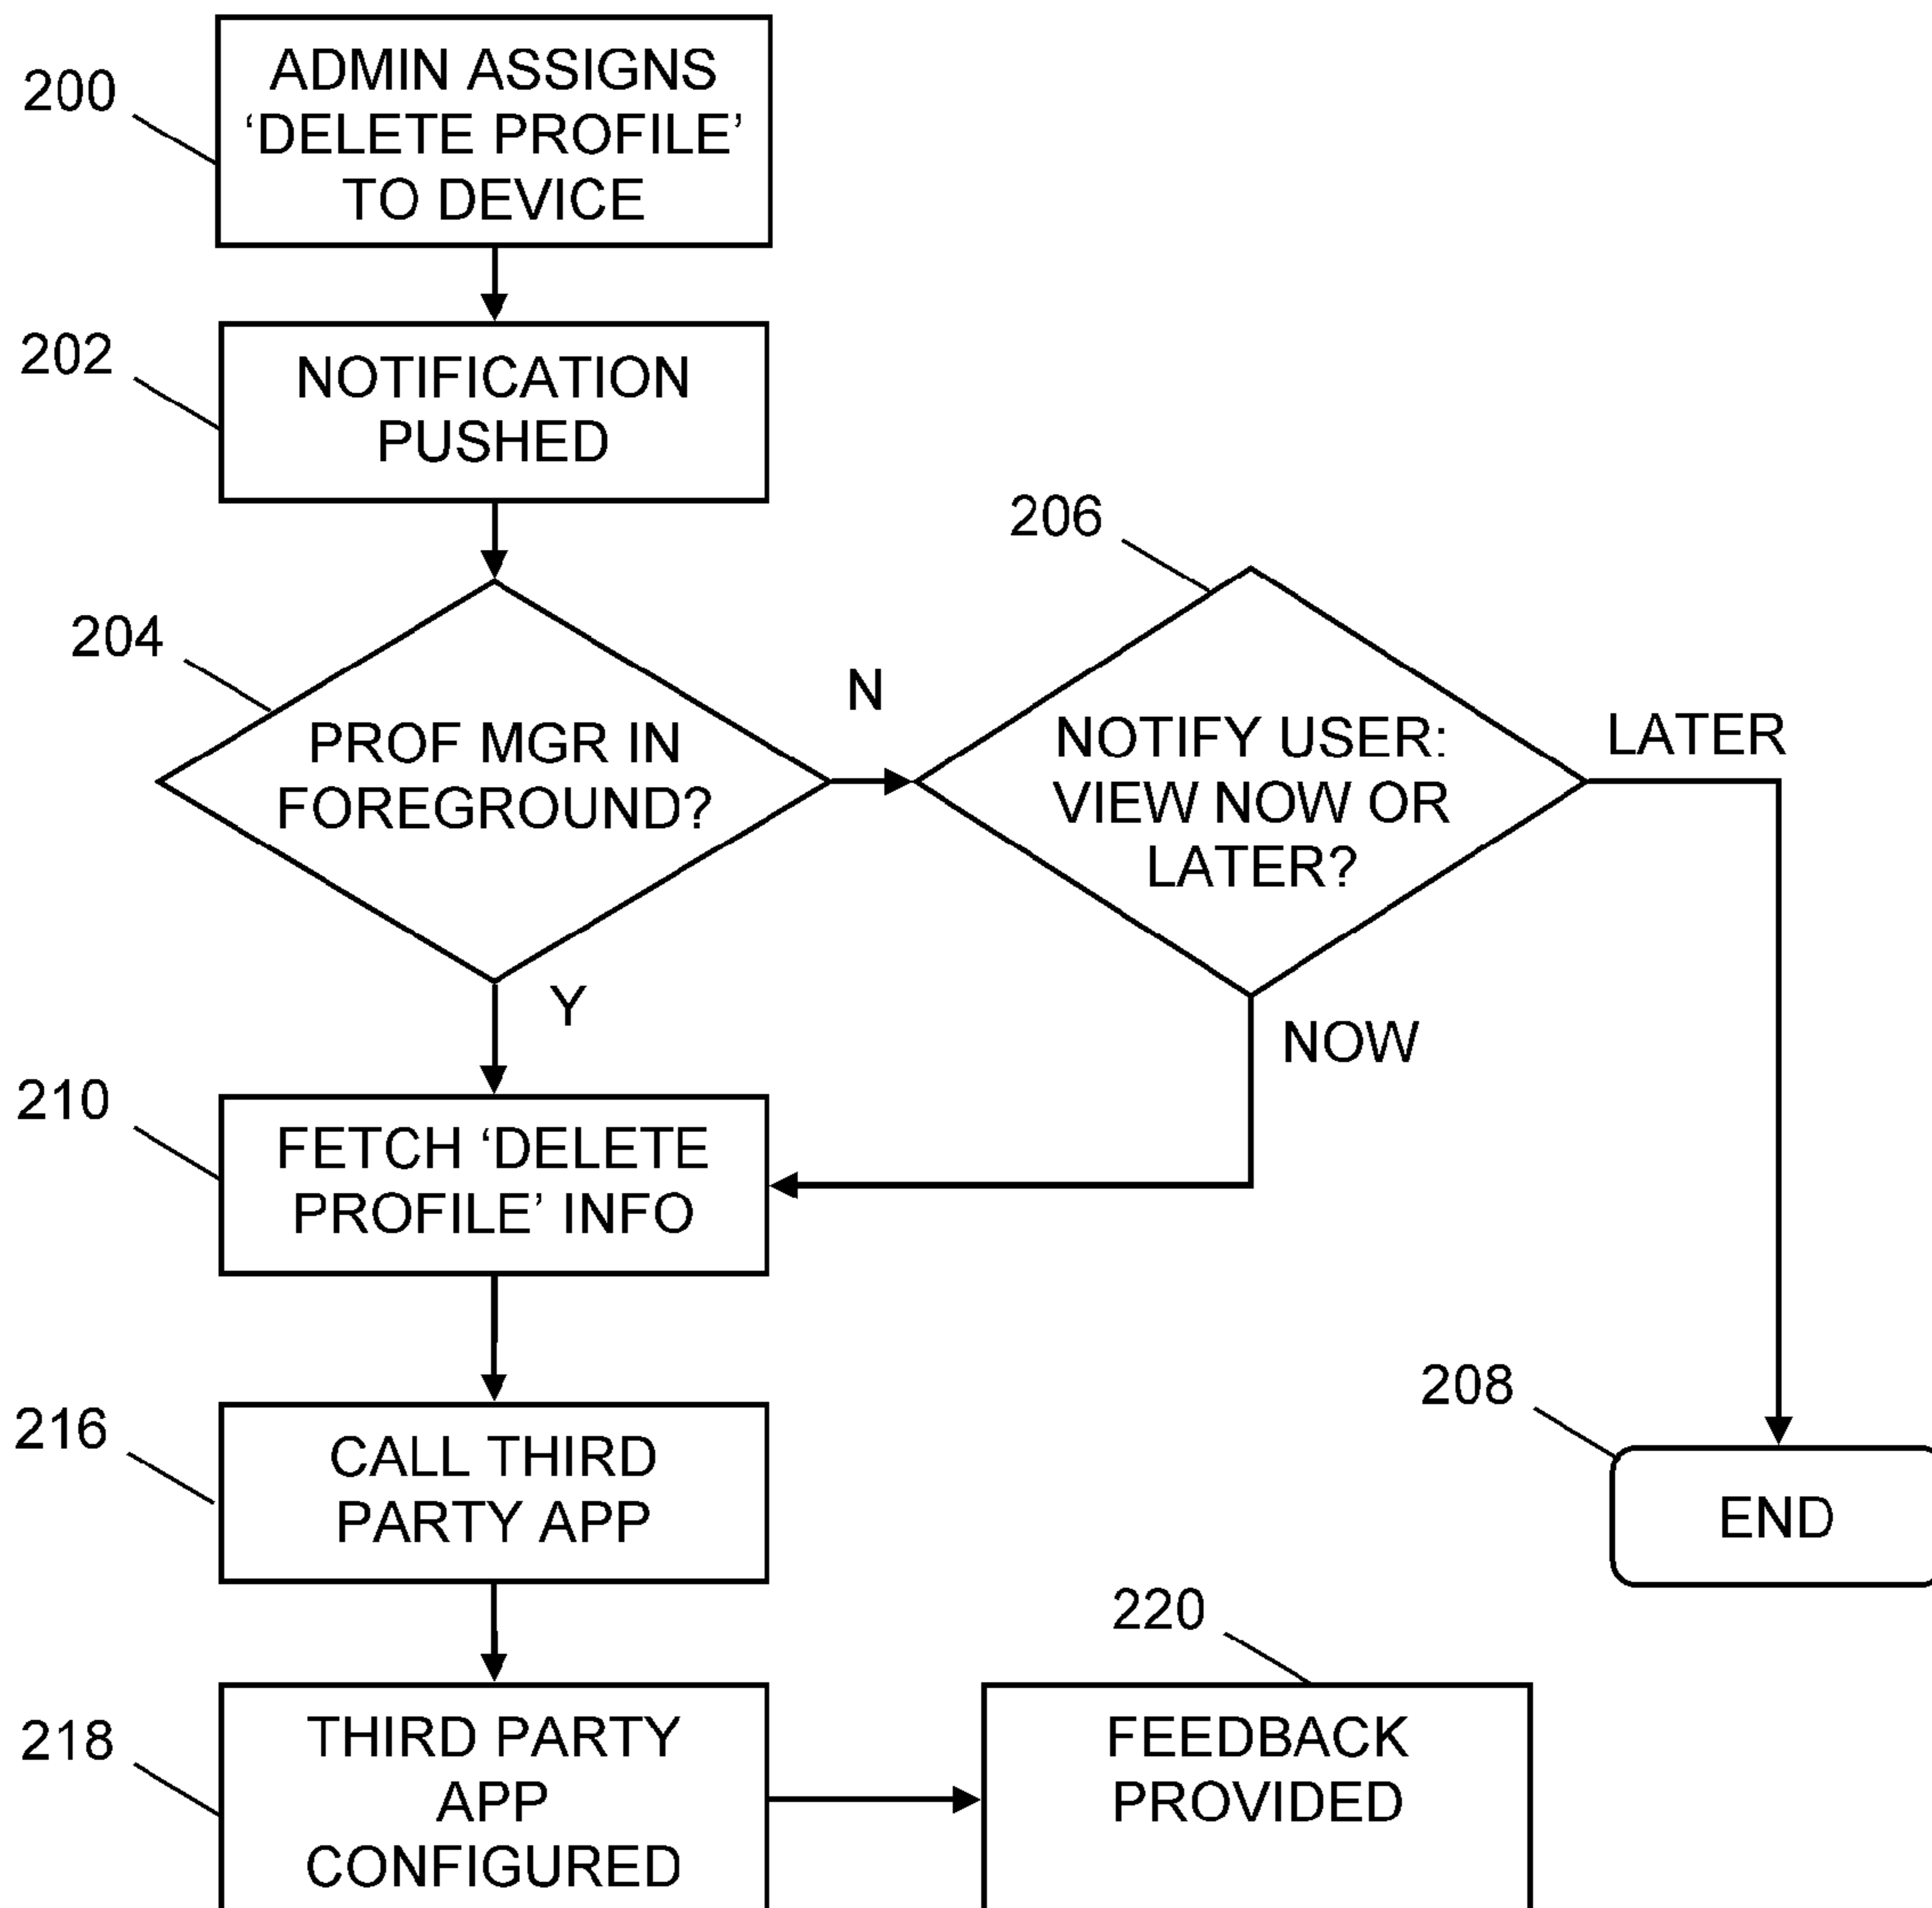 200
ADMIN ASSIGNS
‘DELETE PROFILE’
TO DEVICE
202
NOTIFICATION
PUSHED
204
PROF MGR IN
FOREGROUND?
N
Y
206
NOTIFY USER:
VIEW NOW OR
LATER?
LATER
NOW
210
FETCH ‘DELETE
PROFILE’ INFO
216
CALL THIRD
PARTY APP
208
END
218
THIRD PARTY
APP
CONFIGURED
220
FEEDBACK
PROVIDED